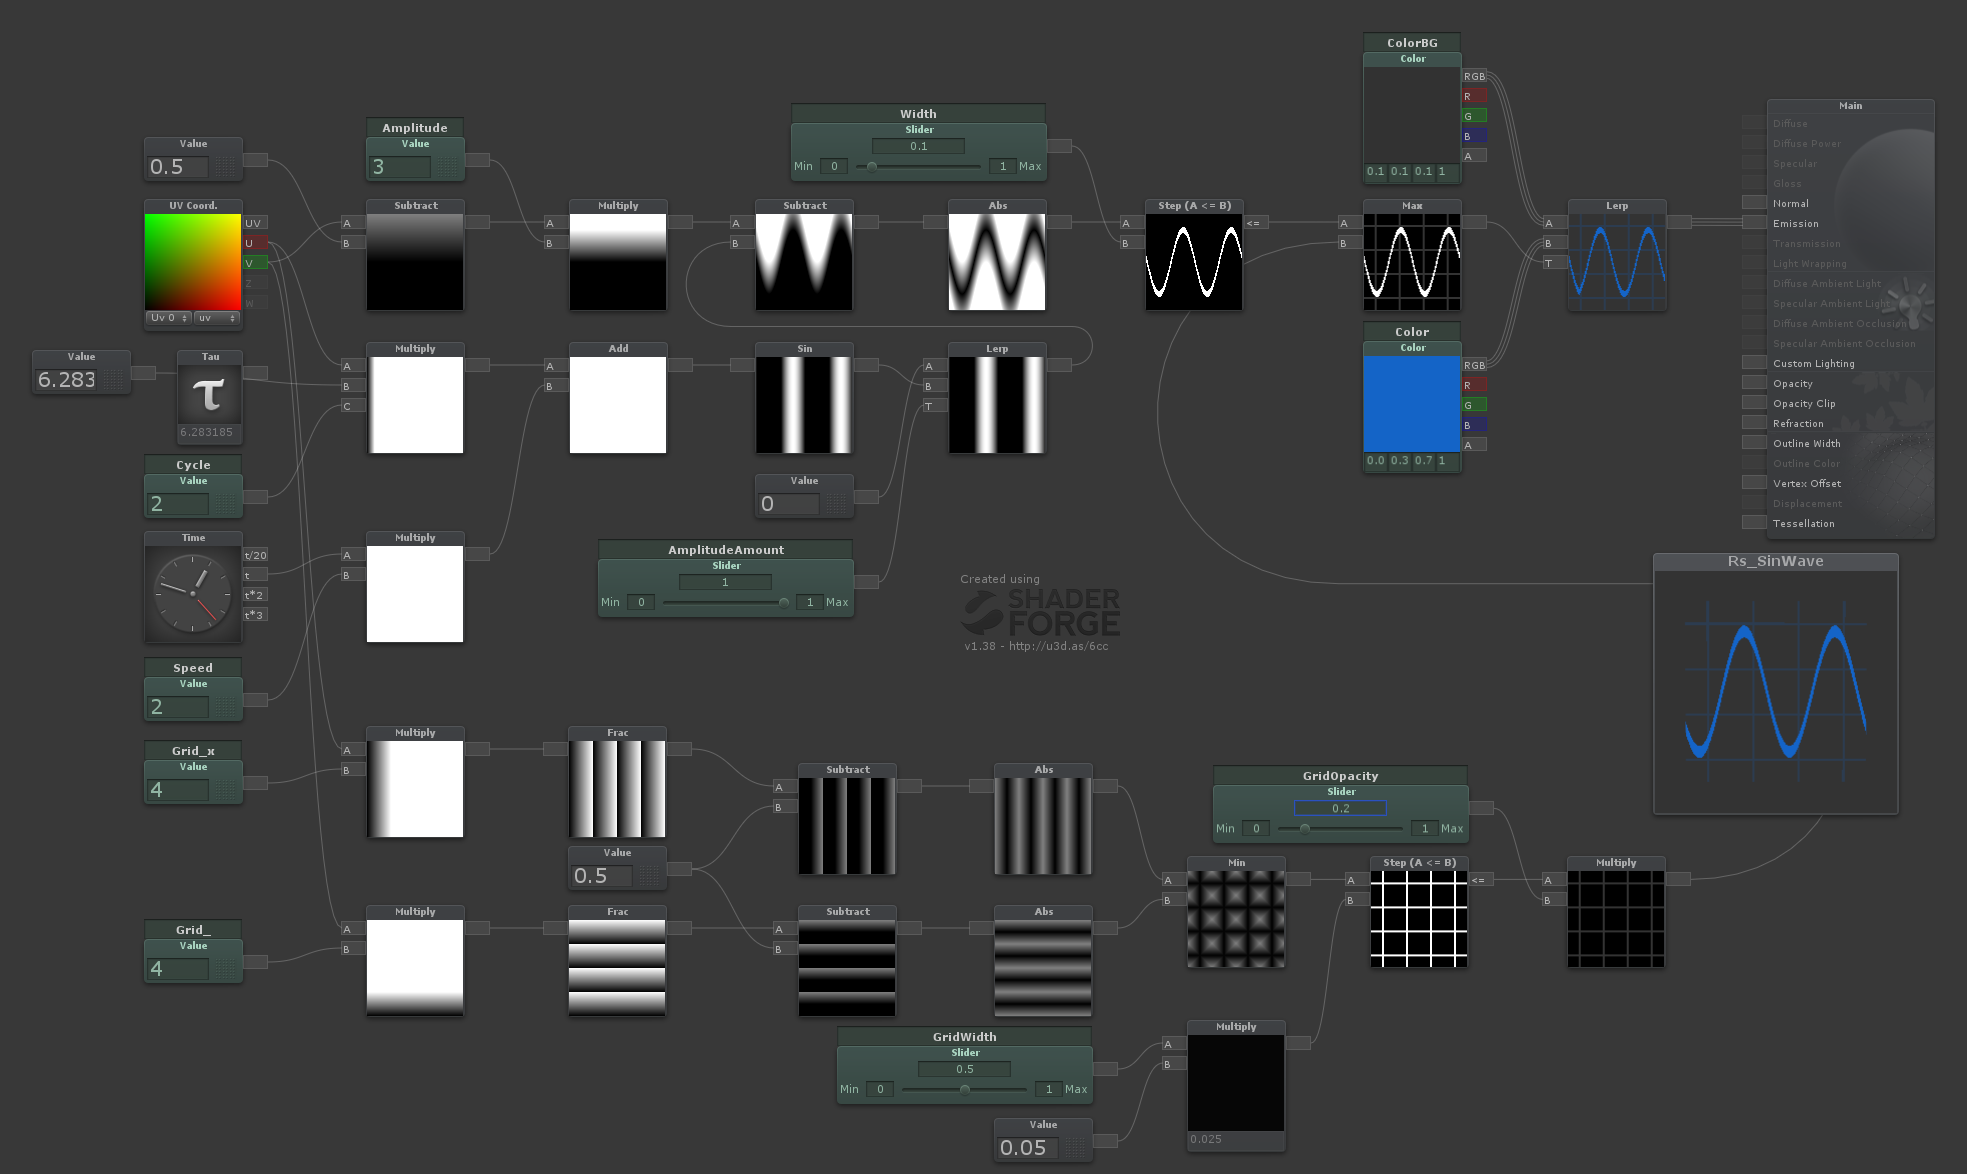 ColorBG
Color
RGB
R
G
B
A
0.1 0.1 0.1 1
Main
Diffuse
Diffuse Power
Specular
Gloss
Normal
Emission
Transmission
Light Wrapping
Diffuse Ambient Light
Specular Ambient Light
Diffuse Ambient Occlusion
Specular Ambient Occlusion
Custom Lighting
Opacity
Opacity Clip
Refraction
Outline Width
Outline Color
Vertex Offset
Displacement
Tessellation
Value
0.5
Amplitude
Value
3
Width
Slider
0.1
Min 0 1 Max
UV Coord.
UV
U
V
Z
W
Uv 0 uv
Subtract
A
B
Multiply
A
B
Subtract
A
B
Abs
Step (A <= B)
A
B
<=
Max
A
B
Lerp
A
B
T
Value
6.283
Tau
τ
6.283185
Multiply
A
B
C
Add
A
B
Sin
Lerp
A
B
T
Color
Color
RGB
R
G
B
A
0.0 0.3 0.7 1
Cycle
Value
2
Value
0
Time
t/20
t
t*2
t*3
Multiply
A
B
AmplitudeAmount
Slider
1
Min 0 1 Max
Created using
SHADER
FORGE
v1.38 - http://u3d.as/6cc
Rs_SinWave
Speed
Value
2
Grid_x
Value
4
Multiply
A
B
Frac
Value
0.5
Subtract
A
B
Abs
GridOpacity
Slider
0.2
Min 0 1 Max
Min
A
B
Step (A <= B)
A
B
<=
Multiply
A
B
Grid_
Value
4
Multiply
A
B
Frac
Subtract
A
B
Abs
GridWidth
Slider
0.5
Min 0 1 Max
Multiply
A
B
0.025
Value
0.05